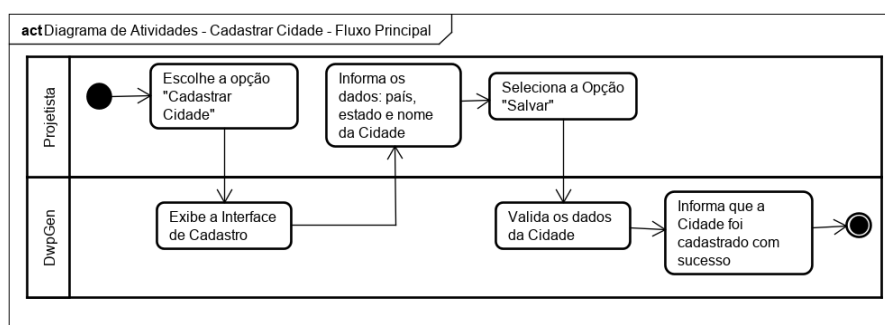 act Diagrama de Atividades - Cadastrar Cidade - Fluxo Principal
Projetista
Escolhe a opção
"Cadastrar
Cidade"
Informa os
dados: país,
estado e nome
da Cidade
Seleciona a Opção
"Salvar"
DwpGen
Exibe a Interface
de Cadastro
Valida os dados
da Cidade
Informa que a
Cidade foi
cadastrado com
sucesso